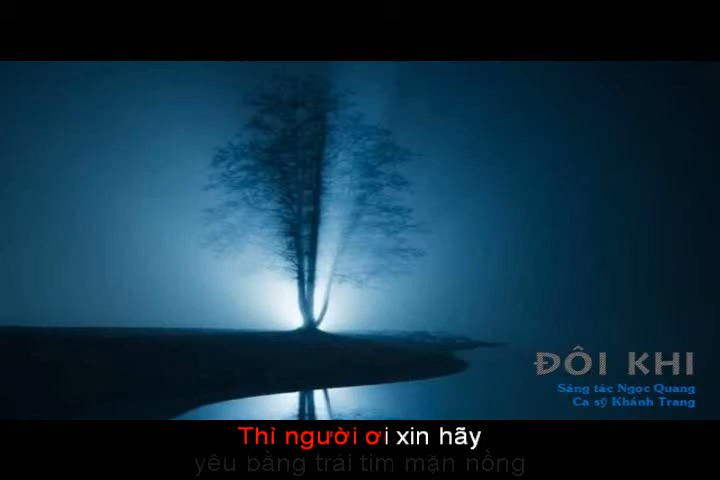 ĐÔI KHI
Sáng tác Ngọc Quang
Ca sỹ Khánh Trang
Thì người ơi xin hãy
yêu bằng trái tim mặn nồng